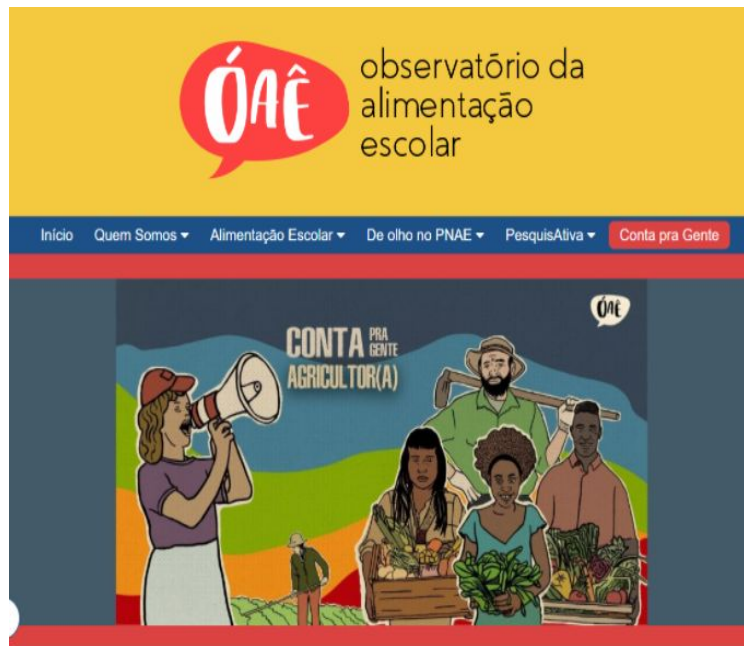 ÓAÊ
observatório da
alimentação
escolar
Início Quem Somos Alimentação Escolar De olho no PNAE PesquisAtiva Conta pra Gente
ÓAÊ
CONTA PRA GENTE
AGRICULTOR(A)